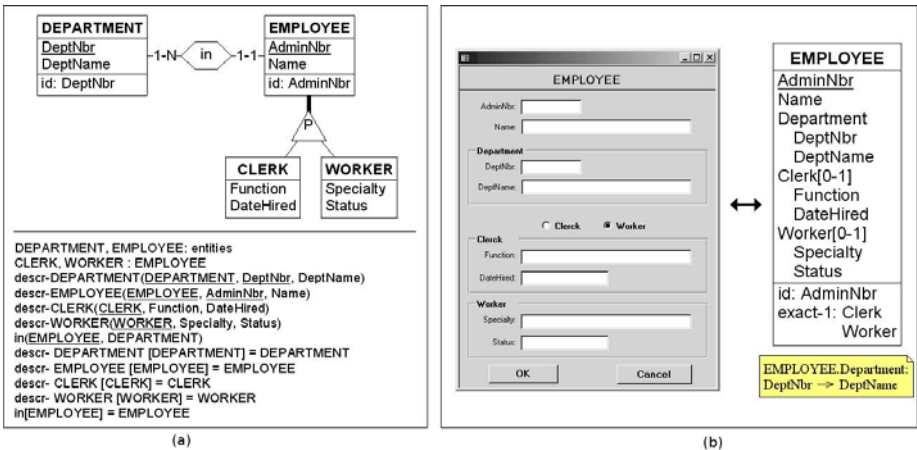 DEPARTMENT
DeptNbr
DeptName
id: DeptNbr
1-N
in
1-1
EMPLOYEE
AdminNbr
Name
id: AdminNbr
P
CLERK
Function
DateHired
WORKER
Specialty
Status
DEPARTMENT, EMPLOYEE: entities
CLERK, WORKER : EMPLOYEE
descr-DEPARTMENT(DEPARTMENT, DeptNbr, DeptName)
descr-EMPLOYEE(EMPLOYEE, AdminNbr, Name)
descr-CLERK(CLERK, Function, DateHired)
descr-WORKER(WORKER, Specialty, Status)
in(EMPLOYEE, DEPARTMENT)
descr- DEPARTMENT [DEPARTMENT] = DEPARTMENT
descr- EMPLOYEE [EMPLOYEE] = EMPLOYEE
descr- CLERK [CLERK] = CLERK
descr- WORKER [WORKER] = WORKER
in[EMPLOYEE] = EMPLOYEE
(a)
EMPLOYEE
AdminNbr:
Name:
Department
DeptNbr:
DeptName:
Clerck
Worker
Clerck
Function:
DateHired:
Worker
Specialty:
Status:
OK
Cancel
EMPLOYEE
AdminNbr
Name
Department
DeptNbr
DeptName
Clerk[0-1]
Function
DateHired
Worker[0-1]
Specialty
Status
id: AdminNbr
exact-1: Clerk
Worker
EMPLOYEE.Department:
DeptNbr → DeptName
(b)